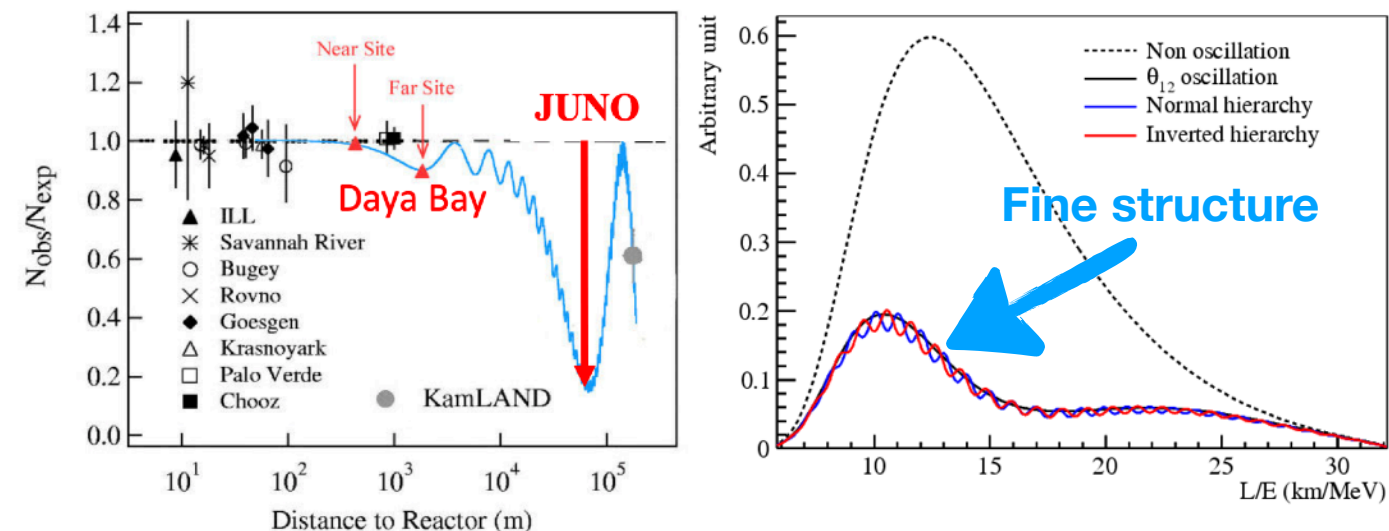 1.4
1.2
1.0
0.8
0.6
0.4
0.2
0.0
N_obs/N_exp
Near Site
Far Site
JUNO
Daya Bay
ILL
Savannah River
Bugey
Rovno
Goesgen
Krasnoyark
Palo Verde
Chooz
KamLAND
10^1
10^2
10^3
10^4
10^5
Distance to Reactor (m)
Arbitrary unit
0.6
0.5
0.4
0.3
0.2
0.1
0
Non oscillation
θ_12 oscillation
Normal hierarchy
Inverted hierarchy
Fine structure
10
15
20
25
30
L/E (km/MeV)